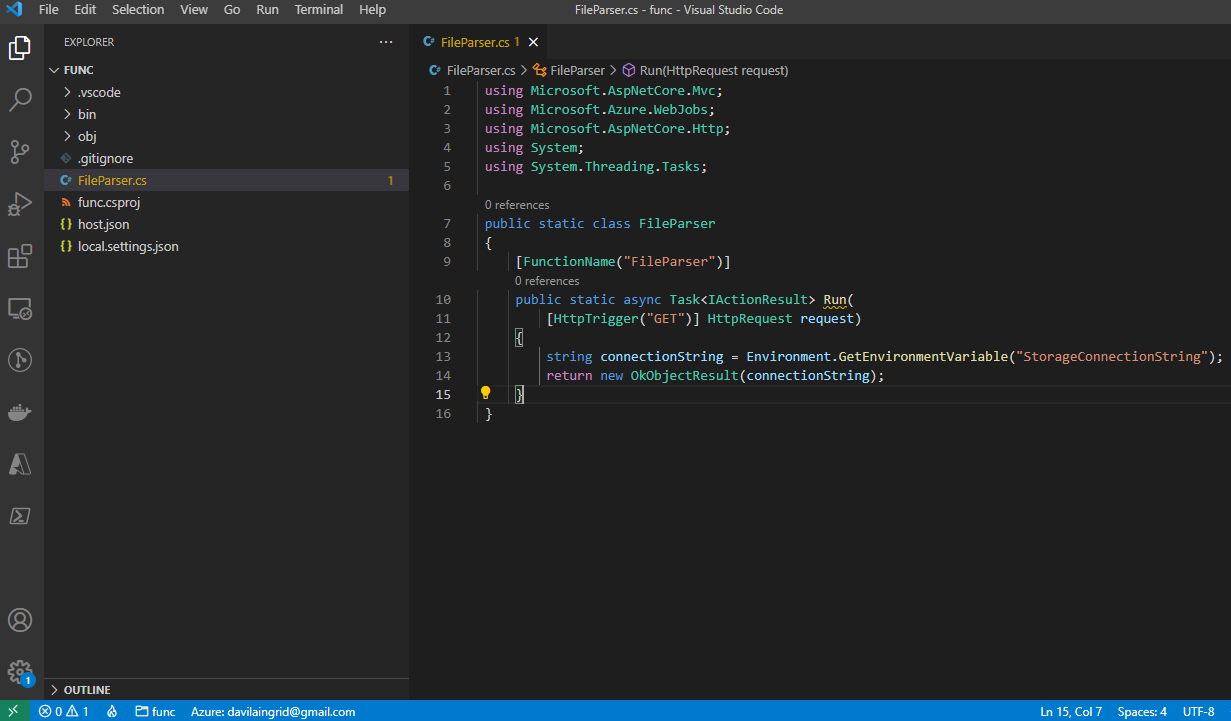 File Edit Selection View Go Run Terminal Help FileParser.cs - func - Visual Studio Code
EXPLORER ...
FUNC
.vscode
bin
obj
.gitignore
FileParser.cs 1
func.csproj
host.json
local.settings.json
OUTLINE
FileParser.cs 1
FileParser.cs > FileParser > Run(HttpRequest request)
1 using Microsoft.AspNetCore.Mvc;
2 using Microsoft.Azure.WebJobs;
3 using Microsoft.AspNetCore.Http;
4 using System;
5 using System.Threading.Tasks;
6
0 references
7 public static class FileParser
8 {
9 [FunctionName("FileParser")]
0 references
10 public static async Task<IActionResult> Run(
11 [HttpTrigger("GET")] HttpRequest request)
12 {
13 string connectionString = Environment.GetEnvironmentVariable("StorageConnectionString");
14 return new OkObjectResult(connectionString);
15 }
16 }
1
0 1 func Azure: davilaingrid@gmail.com Ln 15, Col 7 Spaces: 4 UTF-8